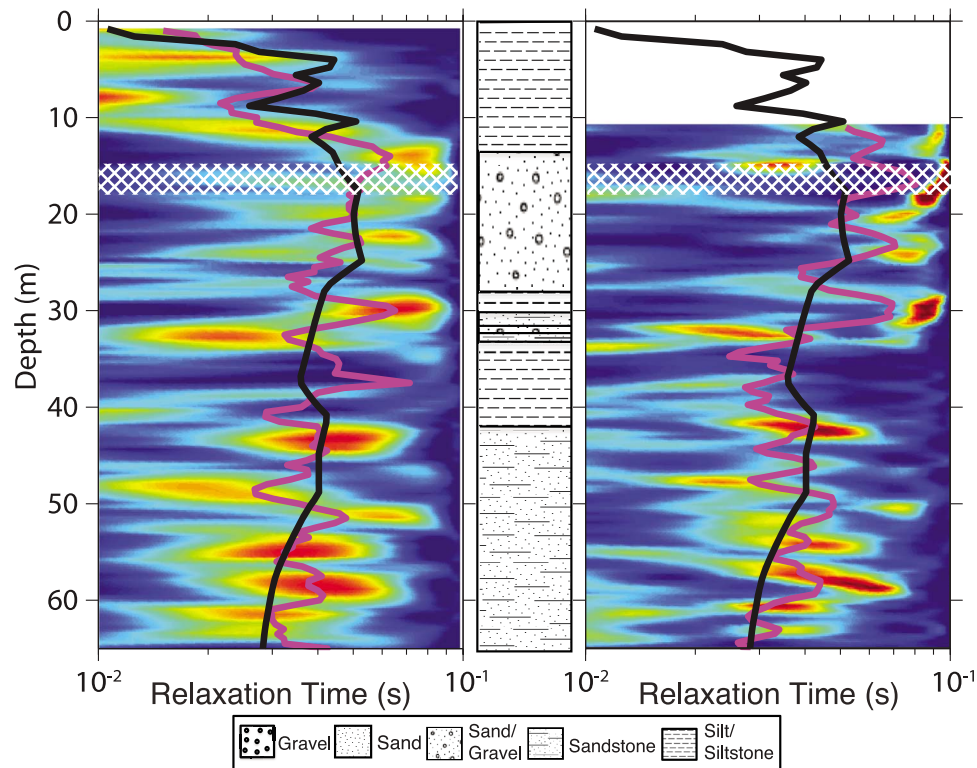 0
10
20
30
40
50
60
Depth (m)
10-2
Relaxation Time (s)
10-1
10-2
Relaxation Time (s)
10-1
Gravel
Sand
Sand/
Gravel
Sandstone
Silt/
Siltstone